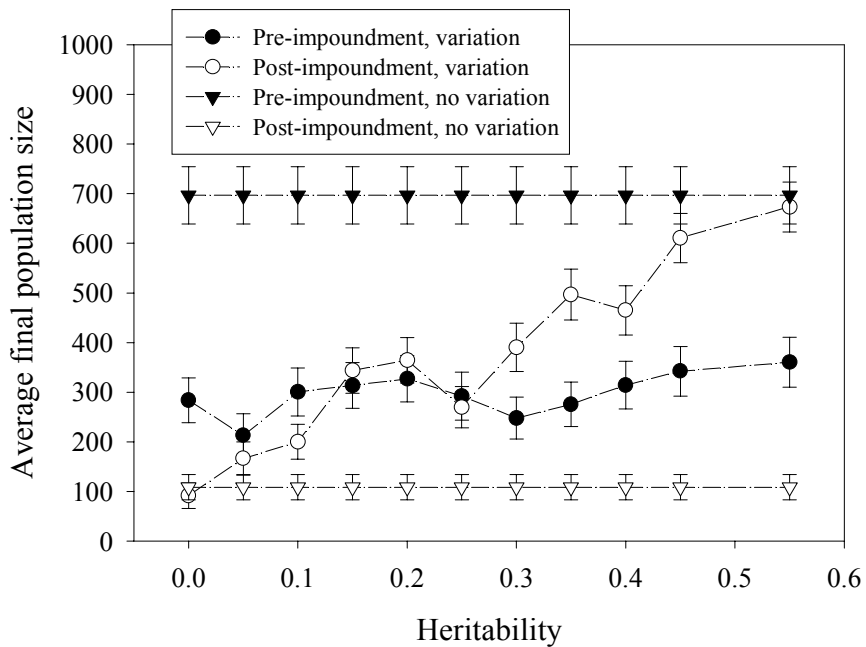 Pre-impoundment, variation
Post-impoundment, variation
Pre-impoundment, no variation
Post-impoundment, no variation
Average final population size
1000
900
800
700
600
500
400
300
200
100
0
0.0 0.1 0.2 0.3 0.4 0.5 0.6
Heritability